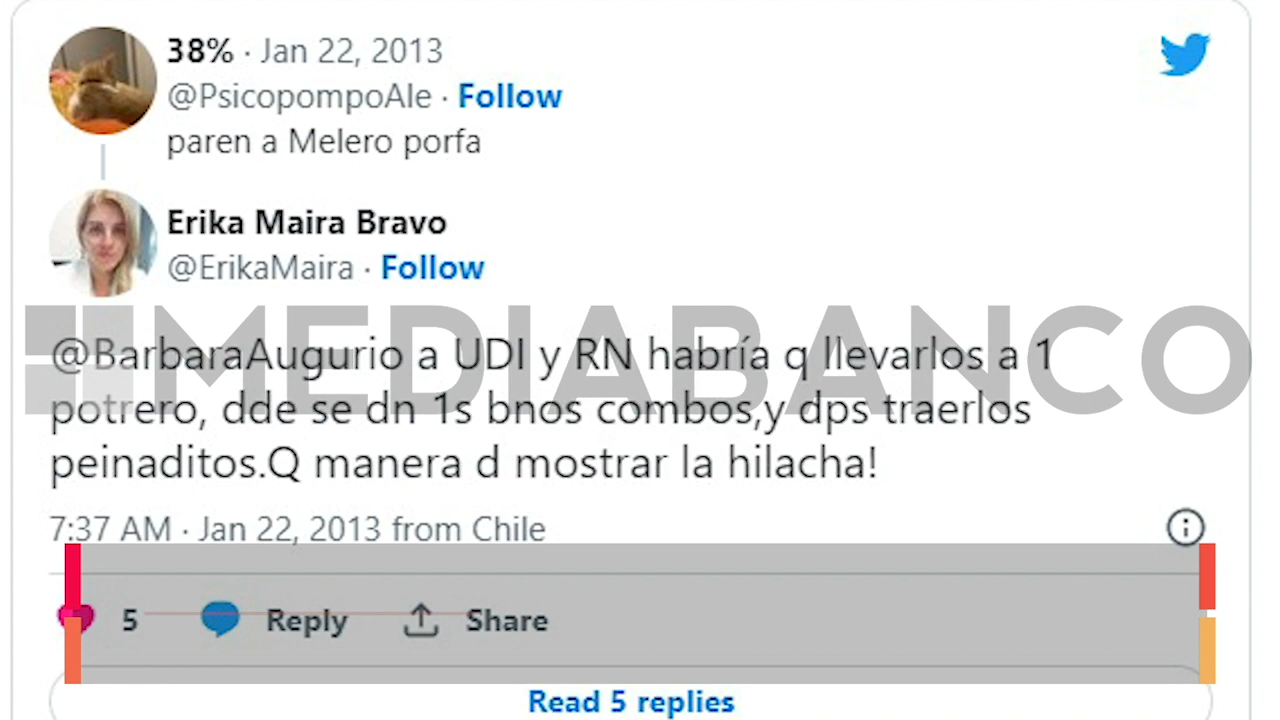 38% · Jan 22, 2013
@PsicopompoAle · Follow
paren a Melero porfa
Erika Maira Bravo
@ErikaMaira · Follow
MEDIABANCO
@BarbaraAugurio a UDI y RN habría q llevarlos a 1
potrero, dde se dn 1s bnos combos,y dps traerlos
peinaditos.Q manera d mostrar la hilacha!
7:37 AM · Jan 22, 2013 from Chile
5 Reply Share
Read 5 replies